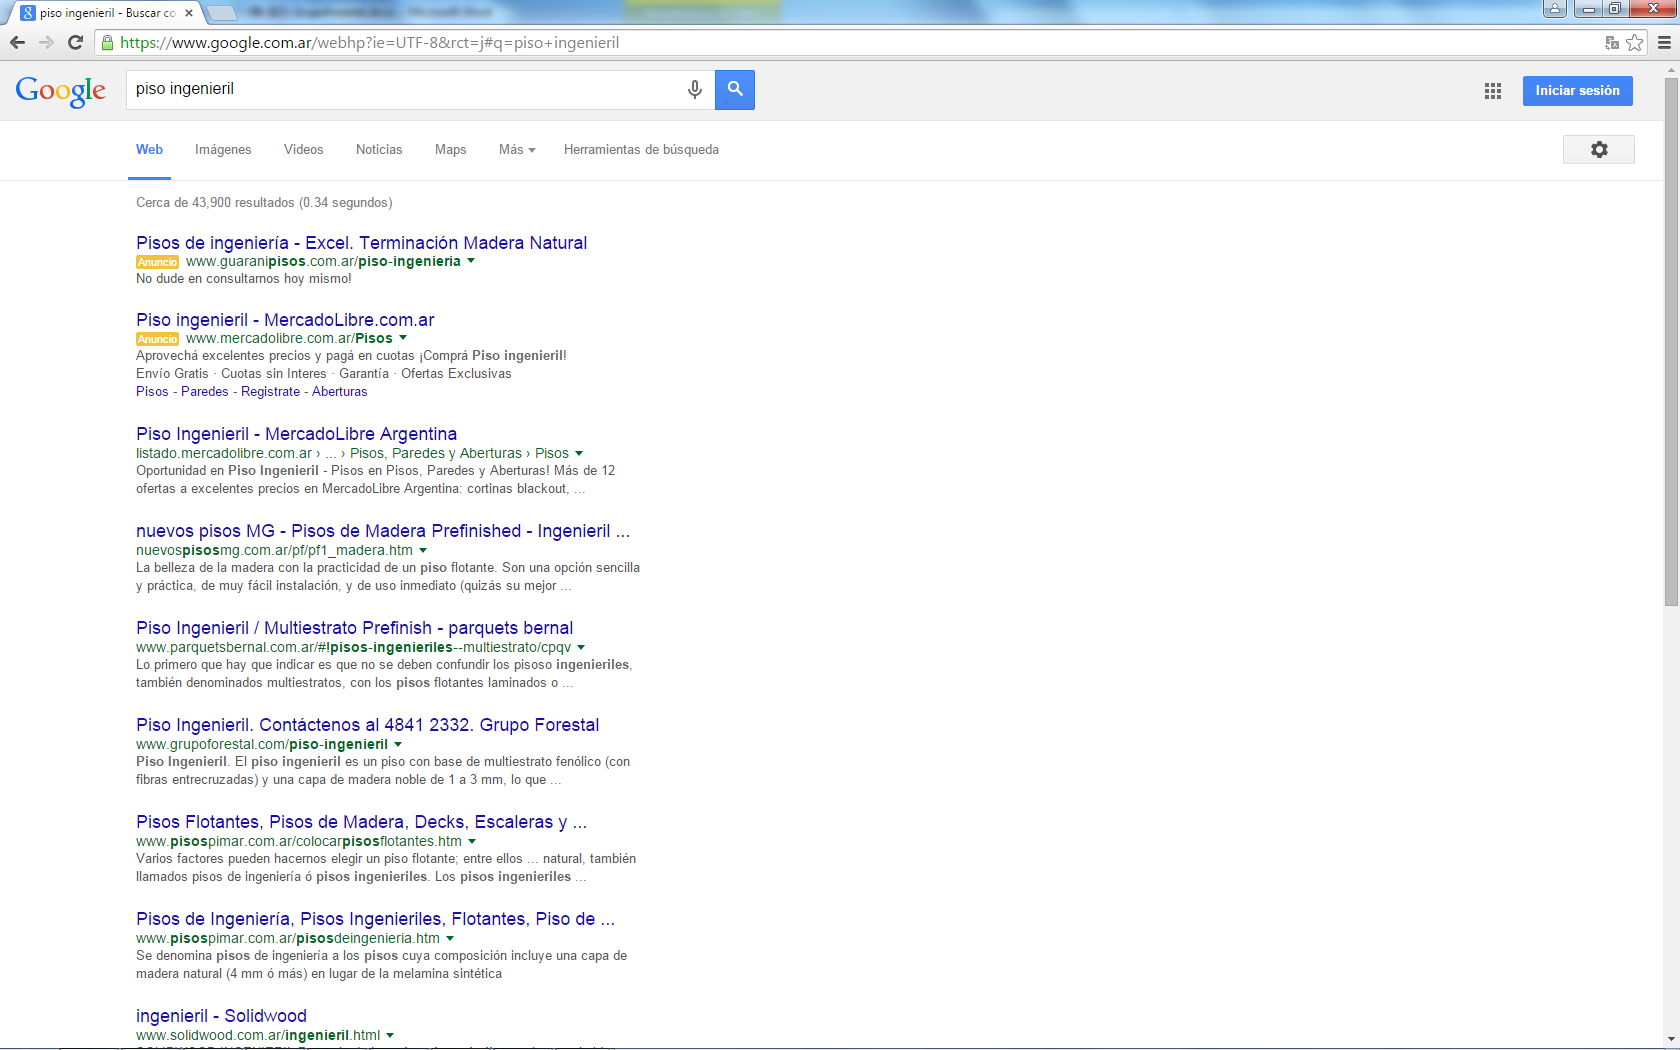 piso ingenieril - Buscar co
https://www.google.com.ar/webhp?ie=UTF-8&rct=j#q=piso+ingenieril
Google
piso ingenieril
Iniciar sesión
Web Imágenes Videos Noticias Maps Más Herramientas de búsqueda
Cerca de 43,900 resultados (0.34 segundos)
Pisos de ingeniería - Excel. Terminación Madera Natural
Anuncio www.guaranipisos.com.ar/piso-ingenieria
No dude en consultarnos hoy mismo!
Piso ingenieril - MercadoLibre.com.ar
Anuncio www.mercadolibre.com.ar/Pisos
Aprovechá excelentes precios y pagá en cuotas ¡Comprá Piso ingenieril!
Envío Gratis · Cuotas sin Interes · Garantía · Ofertas Exclusivas
Pisos - Paredes - Registrate - Aberturas
Piso Ingenieril - MercadoLibre Argentina
listado.mercadolibre.com.ar › ... › Pisos, Paredes y Aberturas › Pisos
Oportunidad en Piso Ingenieril - Pisos en Pisos, Paredes y Aberturas! Más de 12
ofertas a excelentes precios en MercadoLibre Argentina: cortinas blackout, ...
nuevos pisos MG - Pisos de Madera Prefinished - Ingenieril ...
nuevospisosmg.com.ar/pf/pf1_madera.htm
La belleza de la madera con la practicidad de un piso flotante. Son una opción sencilla
y práctica, de muy fácil instalación, y de uso inmediato (quizás su mejor ...
Piso Ingenieril / Multiestrato Prefinish - parquets bernal
www.parquetsbernal.com.ar/#!pisos-ingenieriles--multiestrato/cpqv
Lo primero que hay que indicar es que no se deben confundir los pisoso ingenieriles,
también denominados multiestratos, con los pisos flotantes laminados o ...
Piso Ingenieril. Contáctenos al 4841 2332. Grupo Forestal
www.grupoforestal.com/piso-ingenieril
Piso Ingenieril. El piso ingenieril es un piso con base de multiestrato fenólico (con
fibras entrecruzadas) y una capa de madera noble de 1 a 3 mm, lo que ...
Pisos Flotantes, Pisos de Madera, Decks, Escaleras y ...
www.pisospimar.com.ar/colocarpisosflotantes.htm
Varios factores pueden hacernos elegir un piso flotante; entre ellos ... natural, también
llamados pisos de ingeniería ó pisos ingenieriles. Los pisos ingenieriles ...
Pisos de Ingeniería, Pisos Ingenieriles, Flotantes, Piso de ...
www.pisospimar.com.ar/pisosdeingenieria.htm
Se denomina pisos de ingeniería a los pisos cuya composición incluye una capa de
madera natural (4 mm ó más) en lugar de la melamina sintética
ingenieril - Solidwood
www.solidwood.com.ar/ingenieril.html